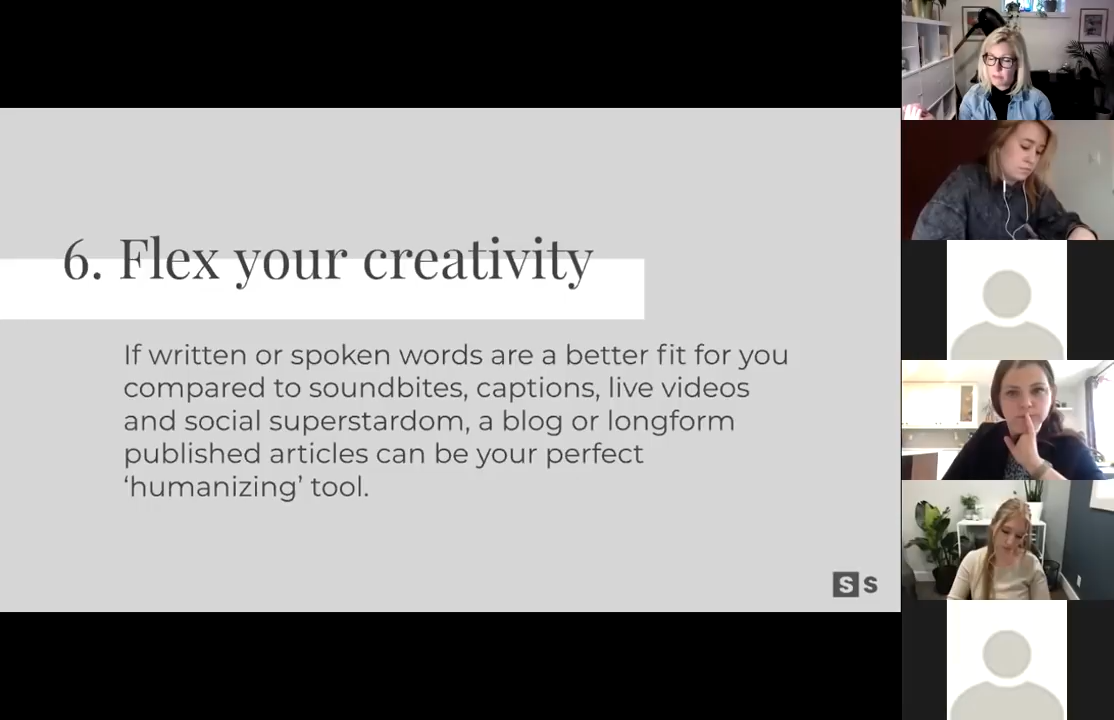 6. Flex your creativity
If written or spoken words are a better fit for you
compared to soundbites, captions, live videos
and social superstardom, a blog or longform
published articles can be your perfect
‘humanizing’ tool.
S S